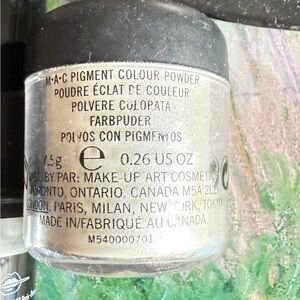 M·A·C PIGMENT COLOUR POWDER
POUDRE ÉCLAT DE COULEUR
POLVERE COLORATA
FARBPUDER
POLVOS CON PIGMENTOS
7.5g e 0.26 US OZ
DIST. BY/PAR: MAKE-UP ART COSMETICS
TORONTO, ONTARIO, CANADA M5A 2L2
LONDON, PARIS, MILAN, NEW YORK, TOKYO
MADE IN/FABRIQUÉ AU CANADA
M540000701